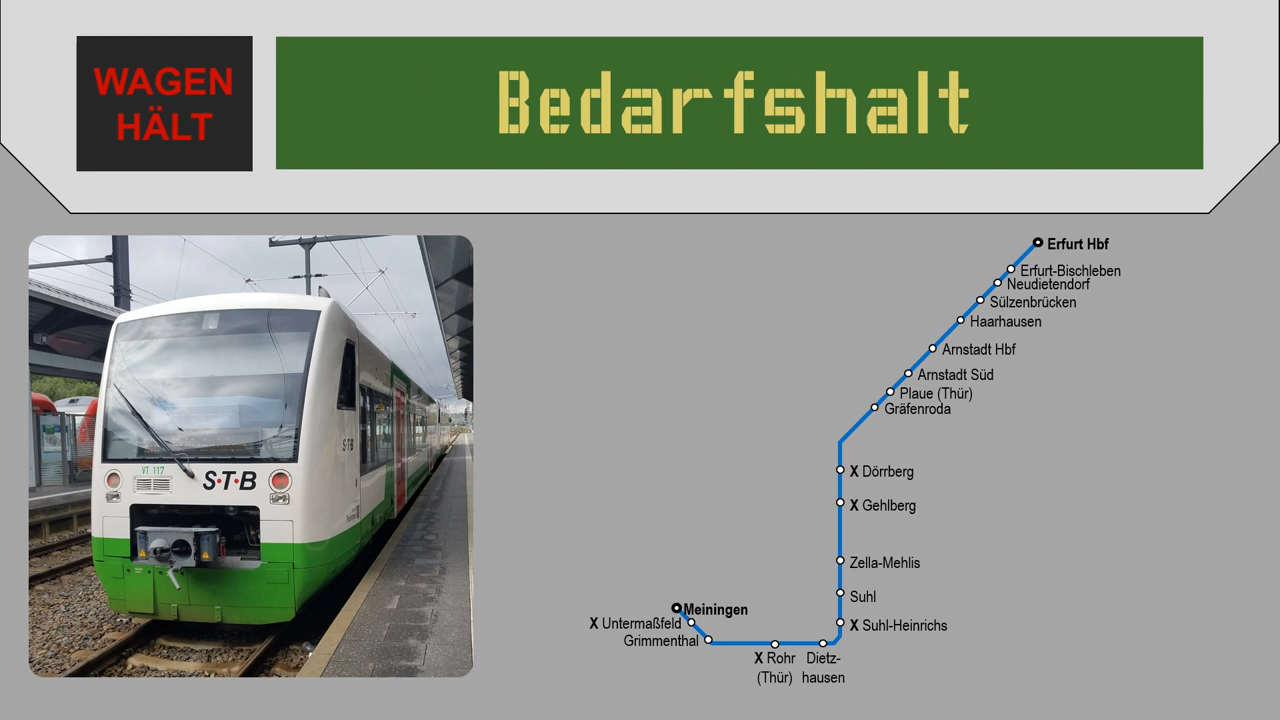 WAGEN
HÄLT
Bedarfshalt
VT 117
S·T·B
S·T·B
Erfurt Hbf
Erfurt-Bischleben
Neudietendorf
Sülzenbrücken
Haarhausen
Arnstadt Hbf
Arnstadt Süd
Plaue (Thür)
Gräfenroda
X Dörrberg
X Gehlberg
Zella-Mehlis
Suhl
X Suhl-Heinrichs
Meiningen
X Untermaßfeld
Grimmenthal
X Rohr
(Thür)
Dietz-
hausen